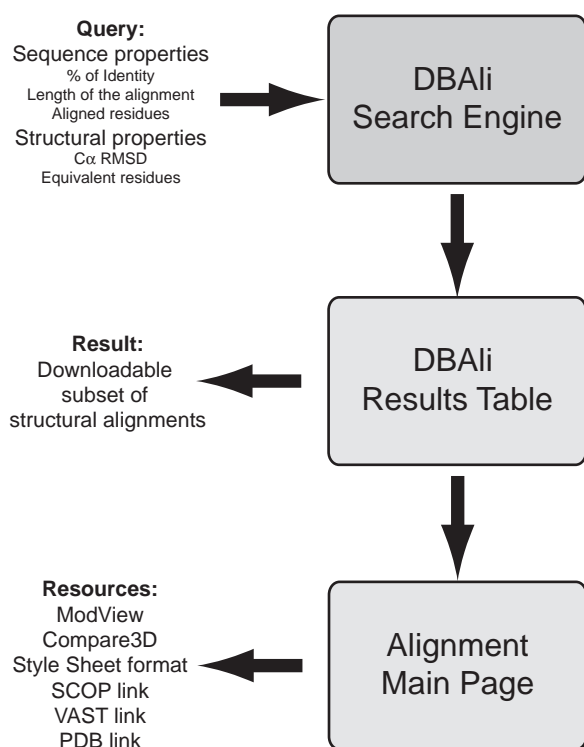 Query:
Sequence properties
% of Identity
Length of the alignment
Aligned residues
Structural properties
Cα RMSD
Equivalent residues
DBAli
Search Engine
Result:
Downloadable
subset of
structural alignments
DBAli
Results Table
Resources:
ModView
Compare3D
Style Sheet format
SCOP link
VAST link
PDB link
Alignment
Main Page